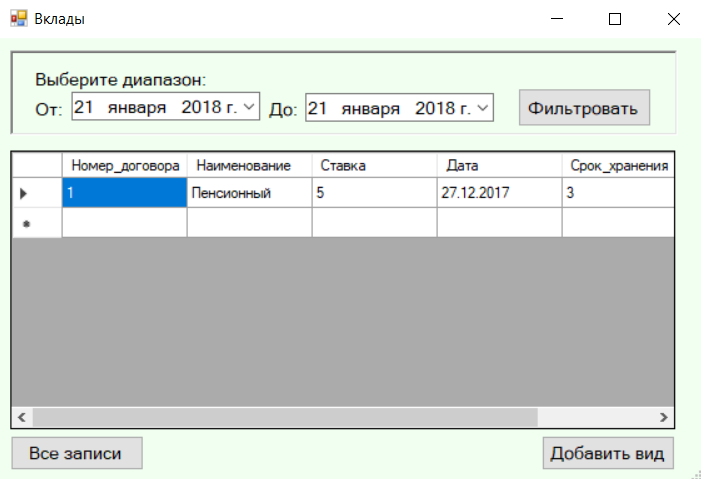 Вклады
Выберите диапазон:
От: 21 января 2018 г. До: 21 января 2018 г. Фильтровать
Номер_договора Наименование Ставка Дата Срок_хранения
1 Пенсионный 5 27.12.2017 3
Все записи Добавить вид